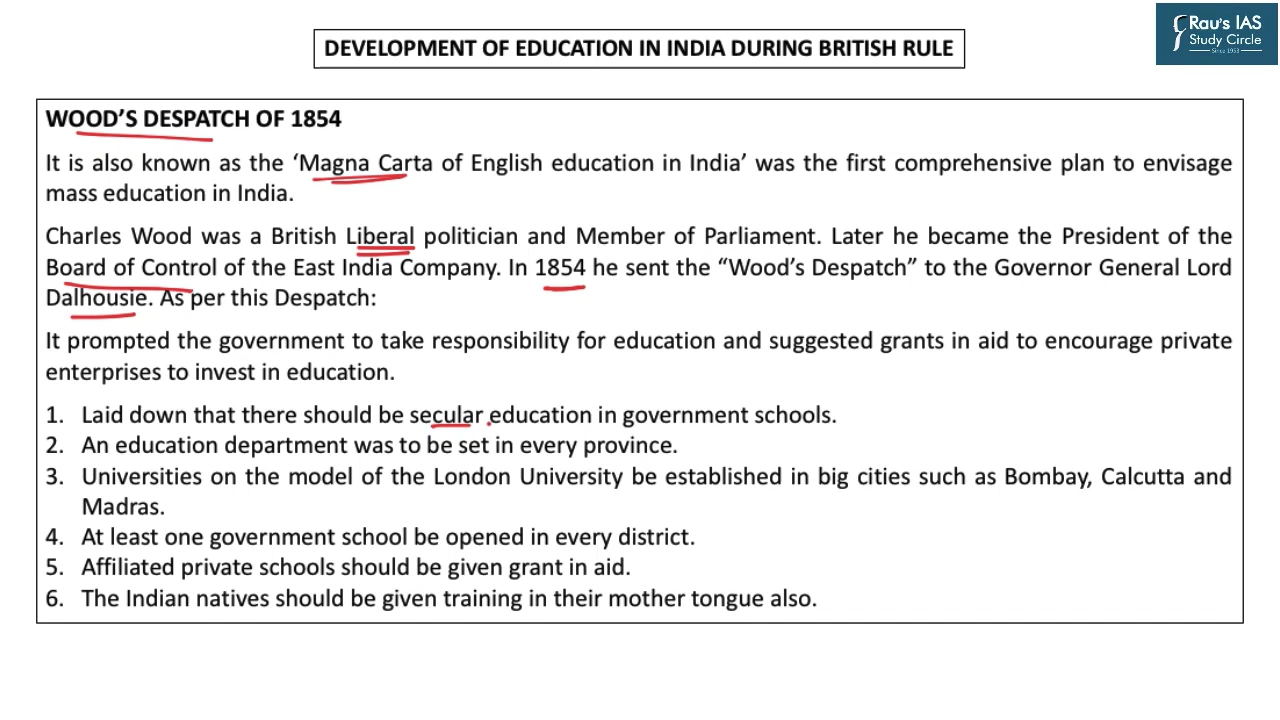 Rau's IAS
Study Circle
Since 1953
DEVELOPMENT OF EDUCATION IN INDIA DURING BRITISH RULE
WOOD'S DESPATCH OF 1854
It is also known as the ‘Magna Carta of English education in India’ was the first comprehensive plan to envisage
mass education in India.
Charles Wood was a British Liberal politician and Member of Parliament. Later he became the President of the
Board of Control of the East India Company. In 1854 he sent the “Wood’s Despatch” to the Governor General Lord
Dalhousie. As per this Despatch:
It prompted the government to take responsibility for education and suggested grants in aid to encourage private
enterprises to invest in education.
1. Laid down that there should be secular education in government schools.
2. An education department was to be set in every province.
3. Universities on the model of the London University be established in big cities such as Bombay, Calcutta and
Madras.
4. At least one government school be opened in every district.
5. Affiliated private schools should be given grant in aid.
6. The Indian natives should be given training in their mother tongue also.